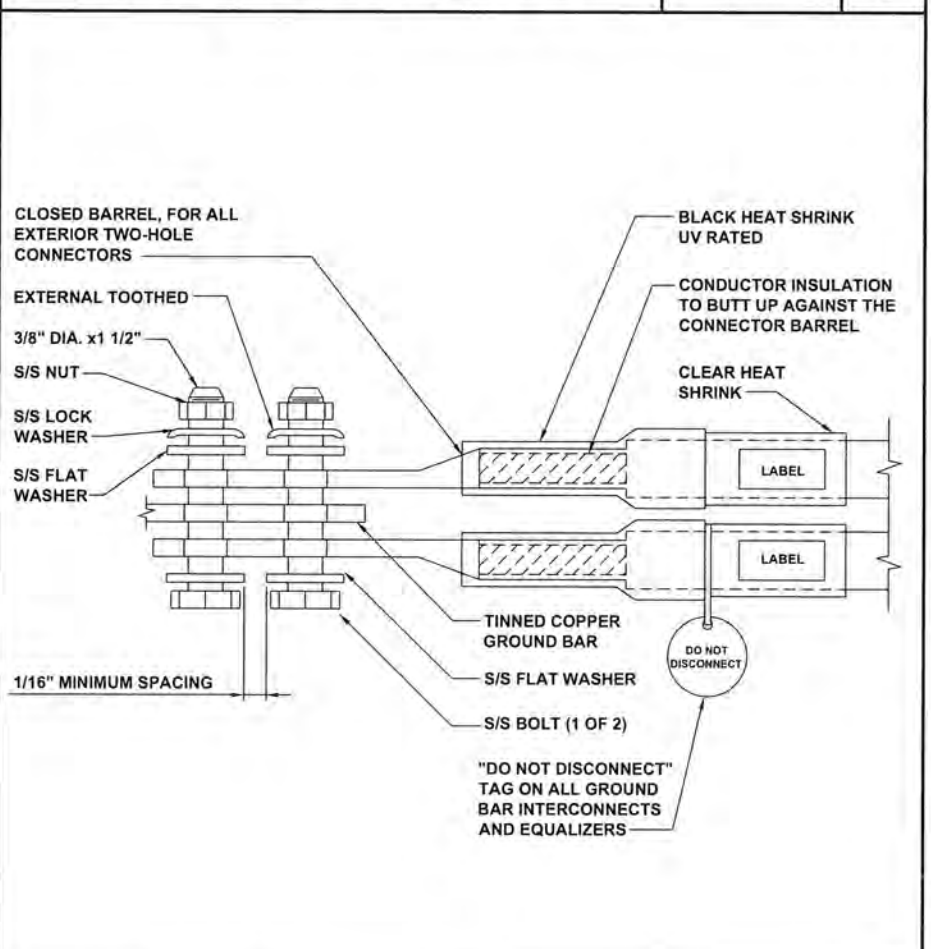 CLOSED BARREL, FOR ALL
EXTERIOR TWO-HOLE
CONNECTORS
EXTERNAL TOOTHED
3/8" DIA. x1 1/2"
S/S NUT
S/S LOCK
WASHER
S/S FLAT
WASHER
1/16" MINIMUM SPACING
BLACK HEAT SHRINK
UV RATED
CONDUCTOR INSULATION
TO BUTT UP AGAINST THE
CONNECTOR BARREL
CLEAR HEAT
SHRINK
LABEL
LABEL
DO NOT
DISCONNECT
TINNED COPPER
GROUND BAR
S/S FLAT WASHER
S/S BOLT (1 OF 2)
"DO NOT DISCONNECT"
TAG ON ALL GROUND
BAR INTERCONNECTS
AND EQUALIZERS